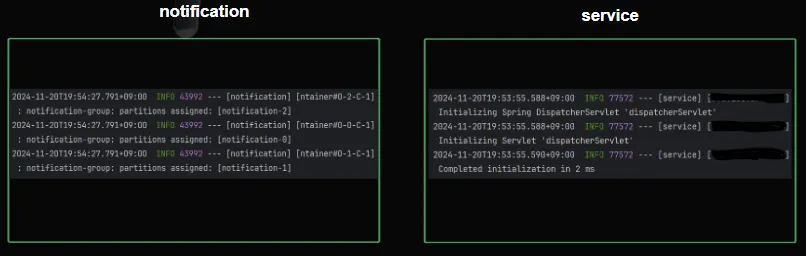 notification
2024-11-20T19:54:27.791+09:00 INFO 43992 --- [notification] [ntainer#0-2-C-1]
: notification-group: partitions assigned: [notification-2]
2024-11-20T19:54:27.791+09:00 INFO 43992 --- [notification] [ntainer#0-0-C-1]
: notification-group: partitions assigned: [notification-0]
2024-11-20T19:54:27.791+09:00 INFO 43992 --- [notification] [ntainer#0-1-C-1]
: notification-group: partitions assigned: [notification-1]
service
2024-11-20T19:53:55.588+09:00 INFO 77572 --- [service] [
Initializing Spring DispatcherServlet 'dispatcherServlet'
2024-11-20T19:53:55.588+09:00 INFO 77572 --- [service] [
Initializing Servlet 'dispatcherServlet'
2024-11-20T19:53:55.590+09:00 INFO 77572 --- [service] [
Completed initialization in 2 ms